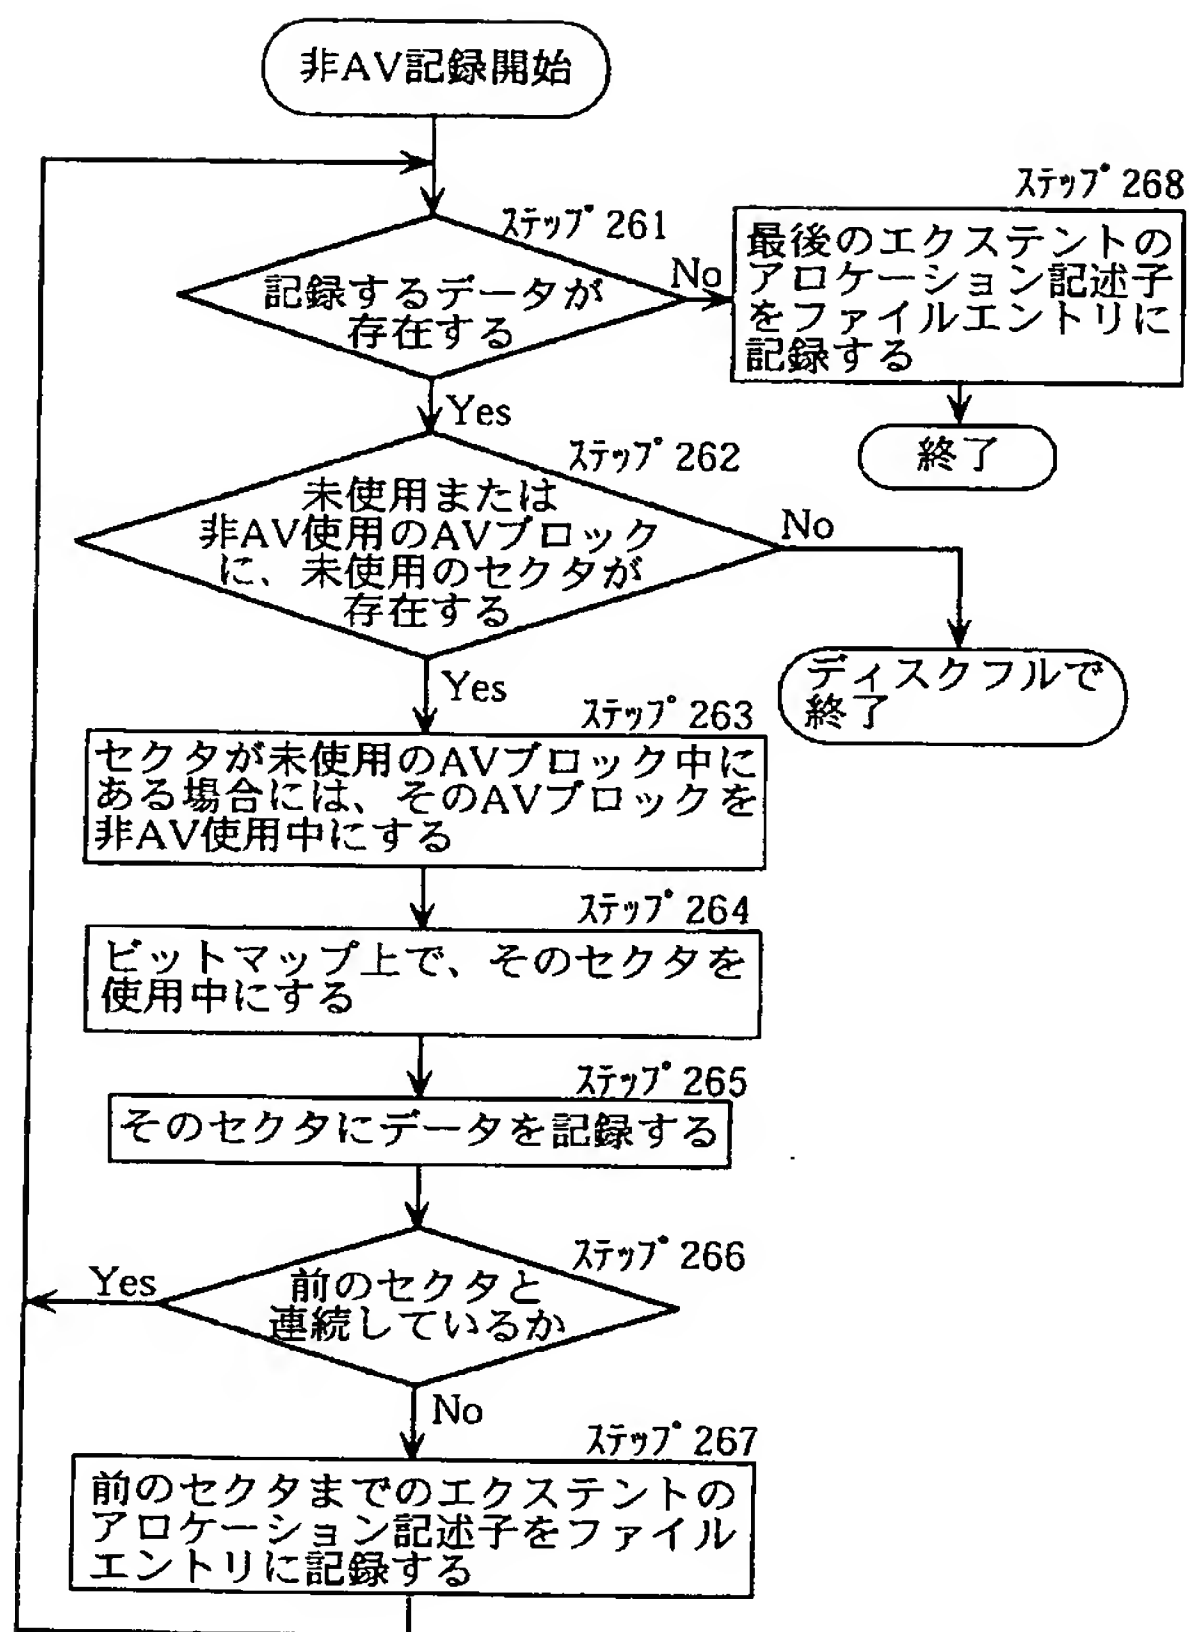 非AV記録開始
ｽﾃｯﾌﾟ 261
記録するデータが
存在する
No
Yes
ｽﾃｯﾌﾟ 268
最後のエクステントの
アロケーション記述子
をファイルエントリに
記録する
終了
ｽﾃｯﾌﾟ 262
未使用または
非AV使用のAVブロック
に、未使用のセクタが
存在する
No
Yes
ディスクフルで
終了
ｽﾃｯﾌﾟ 263
セクタが未使用のAVブロック中に
ある場合には、そのAVブロックを
非AV使用中にする
ｽﾃｯﾌﾟ 264
ビットマップ上で、そのセクタを
使用中にする
ｽﾃｯﾌﾟ 265
そのセクタにデータを記録する
ｽﾃｯﾌﾟ 266
Yes
前のセクタと
連続しているか
No
ｽﾃｯﾌﾟ 267
前のセクタまでのエクステントの
アロケーション記述子をファイル
エントリに記録する